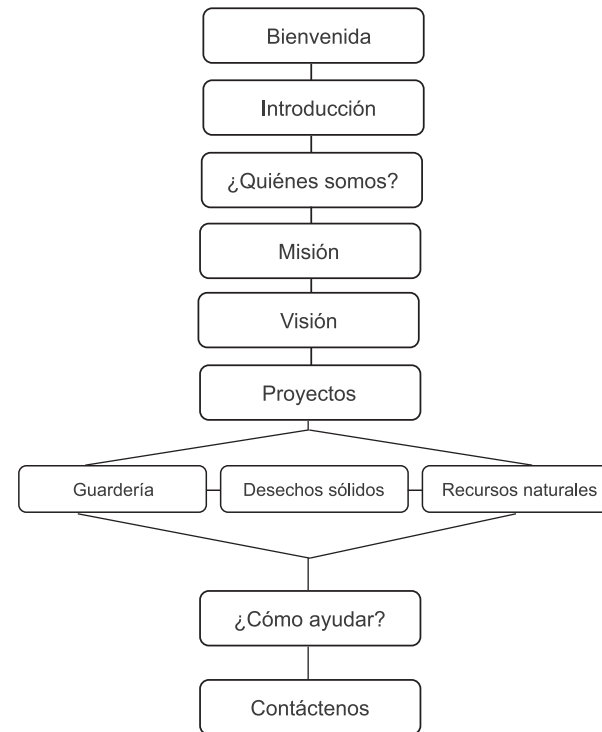 Bienvenida
Introducción
¿Quiénes somos?
Misión
Visión
Proyectos
Guardería
Desechos sólidos
Recursos naturales
¿Cómo ayudar?
Contáctenos